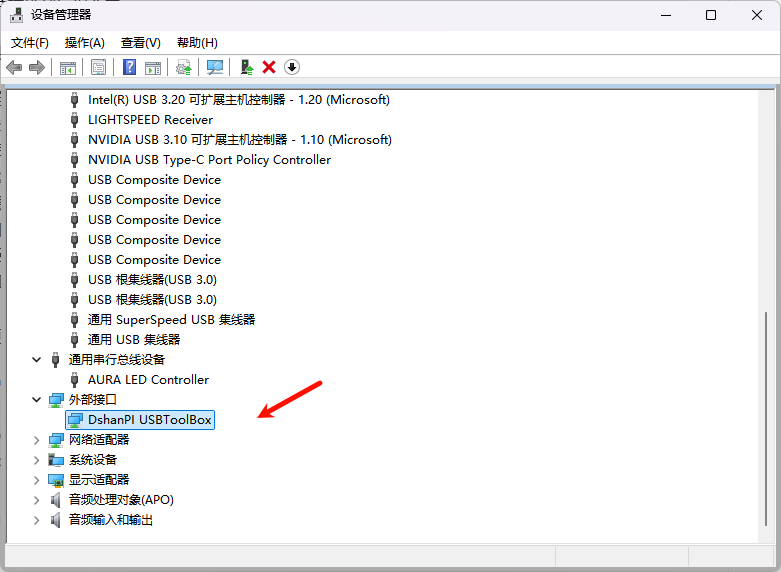 设备管理器
文件(F) 操作(A) 查看(V) 帮助(H)
Intel(R) USB 3.20 可扩展主机控制器 - 1.20 (Microsoft)
LIGHTSPEED Receiver
NVIDIA USB 3.10 可扩展主机控制器 - 1.10 (Microsoft)
NVIDIA USB Type-C Port Policy Controller
USB Composite Device
USB Composite Device
USB Composite Device
USB Composite Device
USB Composite Device
USB 根集线器(USB 3.0)
USB 根集线器(USB 3.0)
通用 SuperSpeed USB 集线器
通用 USB 集线器
通用串行总线设备
AURA LED Controller
外部接口
DshanPI USBToolBox
网络适配器
系统设备
显示适配器
音频处理对象(APO)
音频输入和输出